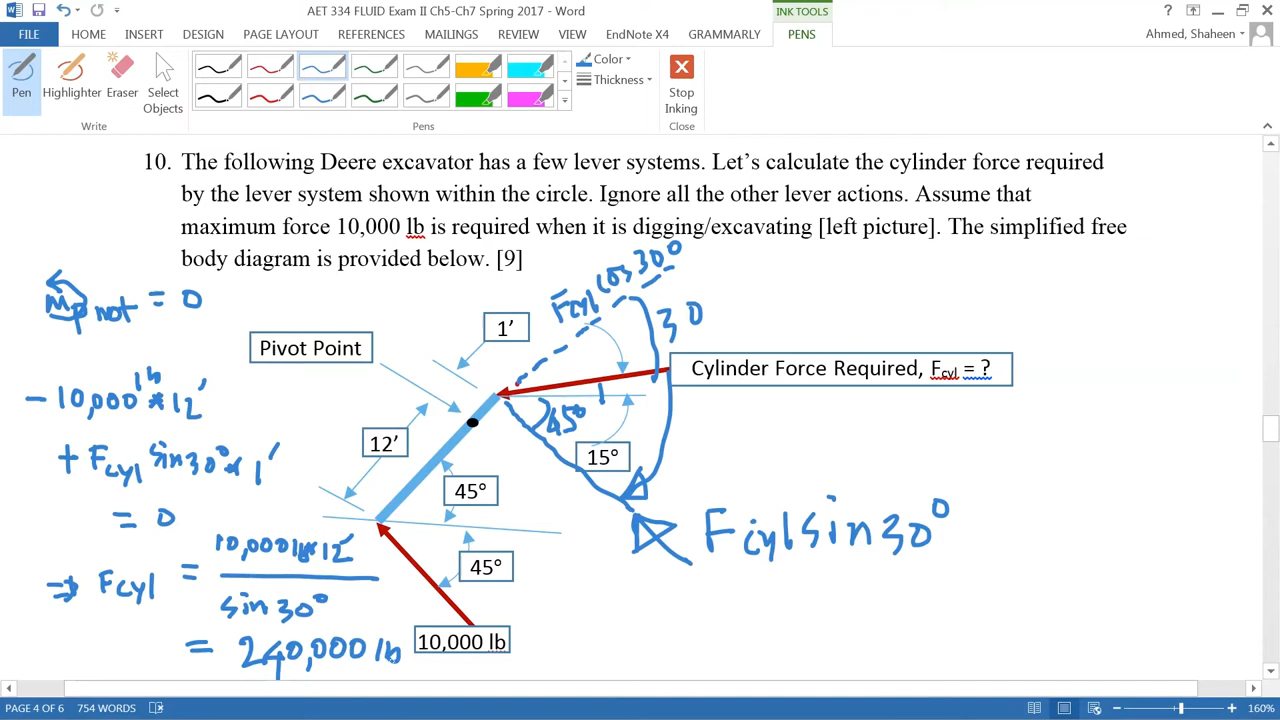 AET 334 FLUID Exam II Ch5-Ch7 Spring 2017 - Word
INK TOOLS
FILE HOME INSERT DESIGN PAGE LAYOUT REFERENCES MAILINGS REVIEW VIEW EndNote X4 GRAMMARLY PENS
Ahmed, Shaheen
Pen Highlighter Eraser Select Objects
Color
Thickness
Stop Inking
Write Pens Close
10. The following Deere excavator has a few lever systems. Let's calculate the cylinder force required
by the lever system shown within the circle. Ignore all the other lever actions. Assume that
maximum force 10,000 lb is required when it is digging/excavating [left picture]. The simplified free
body diagram is provided below. [9]
= 0
Fcyl cos 30°
30
1'
Pivot Point
Cylinder Force Required, Fcyl = ?
- 10,000 lb * 12'
12'
45°
15°
+ Fcyl sin 30° * 1'
45°
= 0
Fcyl sin 30°
45°
⇒ Fcyl = 10,000 lb * 12'
sin 30°
= 240,000 lb
10,000 lb
PAGE 4 OF 6 754 WORDS
160%